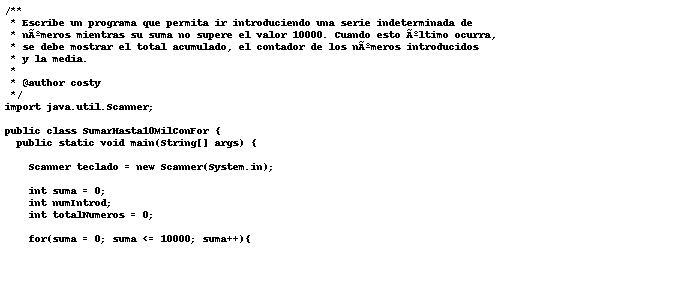 /**
 * Escribe un programa que permita ir introduciendo una serie indeterminada de
 * nÃºmeros mientras su suma no supere el valor 10000. Cuando esto Ãºltimo ocurra,
 * se debe mostrar el total acumulado, el contador de los nÃºmeros introducidos
 * y la media.
 *
 * @author costy
 */
import java.util.Scanner;

public class SumarHasta10MilConFor {
  public static void main(String[] args) {

    Scanner teclado = new Scanner(System.in);

    int suma = 0;
    int numIntrod;
    int totalNumeros = 0;

    for(suma = 0; suma <= 10000; suma++){